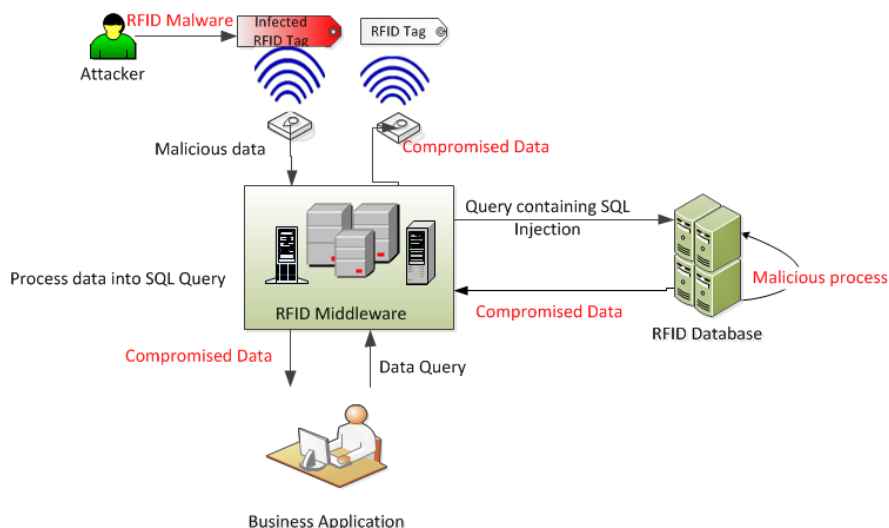 RFID Malware
Infected
RFID Tag
RFID Tag
Attacker
Malicious data
Compromised Data
Query containing SQL
Injection
Process data into SQL Query
Malicious process
RFID Middleware
Compromised Data
RFID Database
Compromised Data
Data Query
Business Application